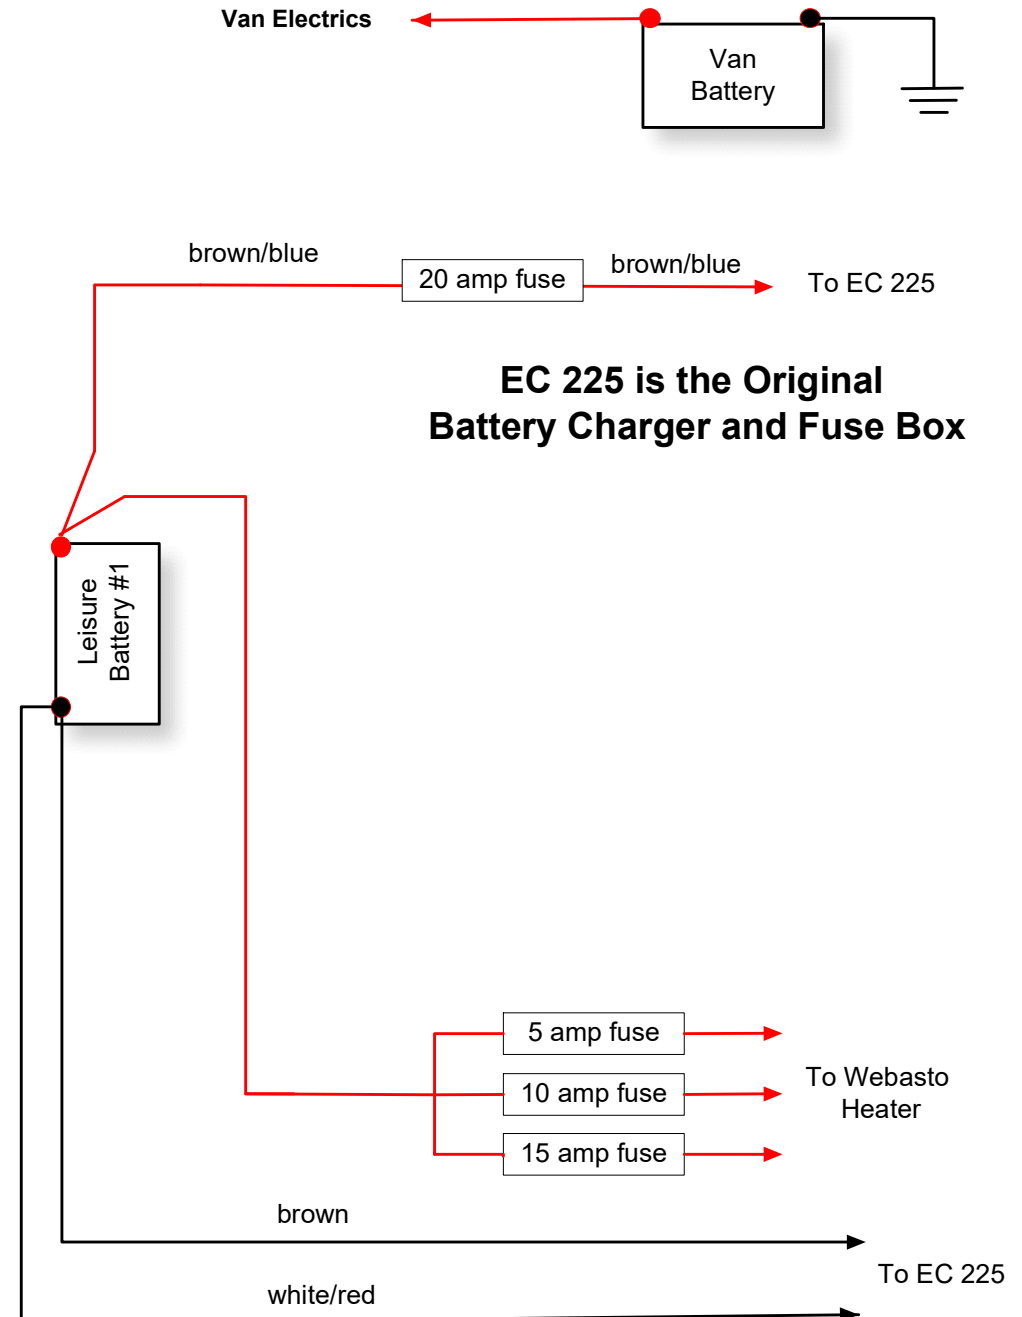 Van Electrics
Van
Battery
brown/blue
20 amp fuse
brown/blue
To EC 225
EC 225 is the Original
Battery Charger and Fuse Box
Leisure
Battery #1
5 amp fuse
10 amp fuse
15 amp fuse
To Webasto
Heater
brown
To EC 225
white/red